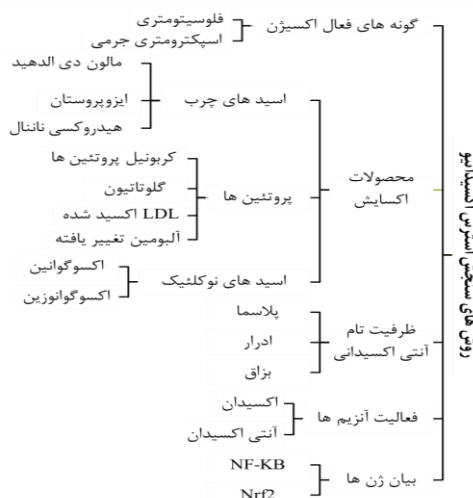 روش های سنجش استرس اکسیداتیو
گونه های فعال اکسیژن
فلوسیتومتری
اسپکترومتری جرمی
محصولات
اکسایش
اسید های چرب
مالون دی الدهید
ایزوپروستان
هیدروکسی ناننال
پروتئین ها
کربونیل پروتئین ها
گلوتاتیون
LDL اکسید شده
آلبومین تغییر یافته
اسید های نوکلئیک
اکسوگوانین
اکسوگوانوزین
ظرفیت تام
آنتی اکسیدانی
پلاسما
ادرار
بزاق
فعالیت آنزیم ها
اکسیدان
آنتی اکسیدان
بیان ژن ها
NF-KB
Nrf2